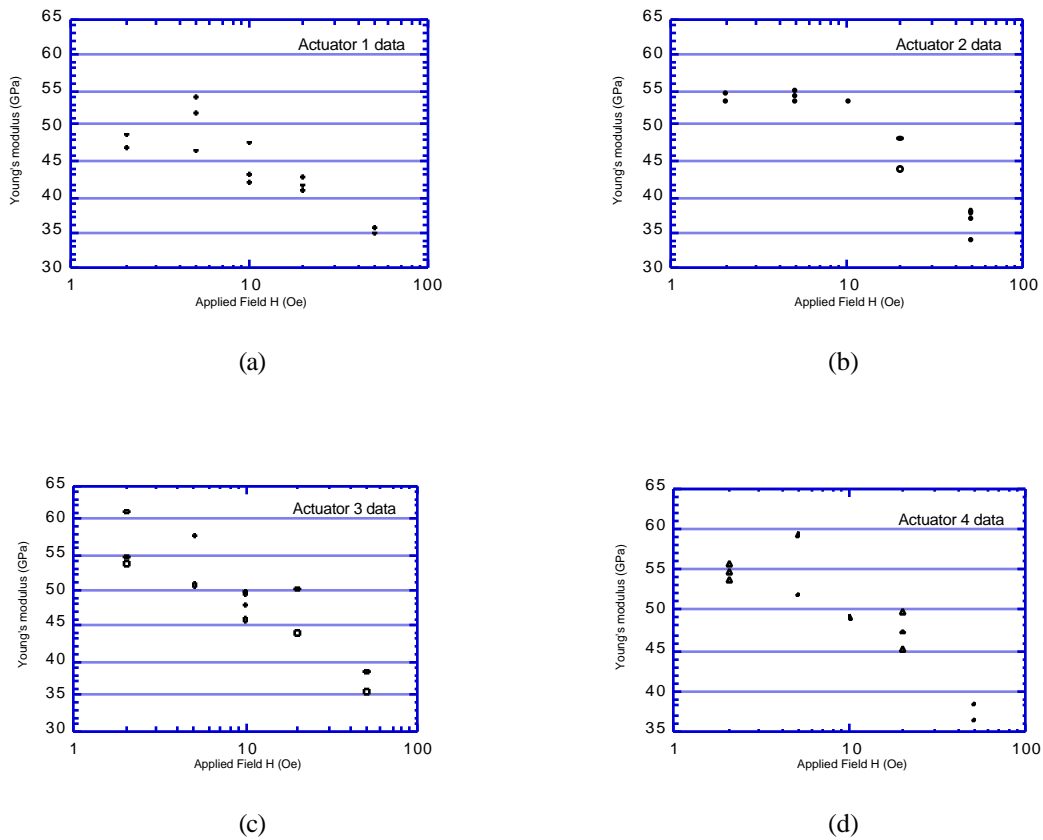 65
60
55
50
45
40
35
30
Young's modulus (GPa)
Actuator 1 data
1
10
100
Applied Field H (Oe)
(a)
65
60
55
50
45
40
35
30
Young's modulus (GPa)
Actuator 2 data
1
10
100
Applied Field H (Oe)
(b)
65
60
55
50
45
40
35
30
Young's modulus (GPa)
Actuator 3 data
1
10
100
Applied Field H (Oe)
(c)
65
60
55
50
45
40
35
Young's modulus (GPa)
Actuator 4 data
1
10
100
Applied Field H (Oe)
(d)